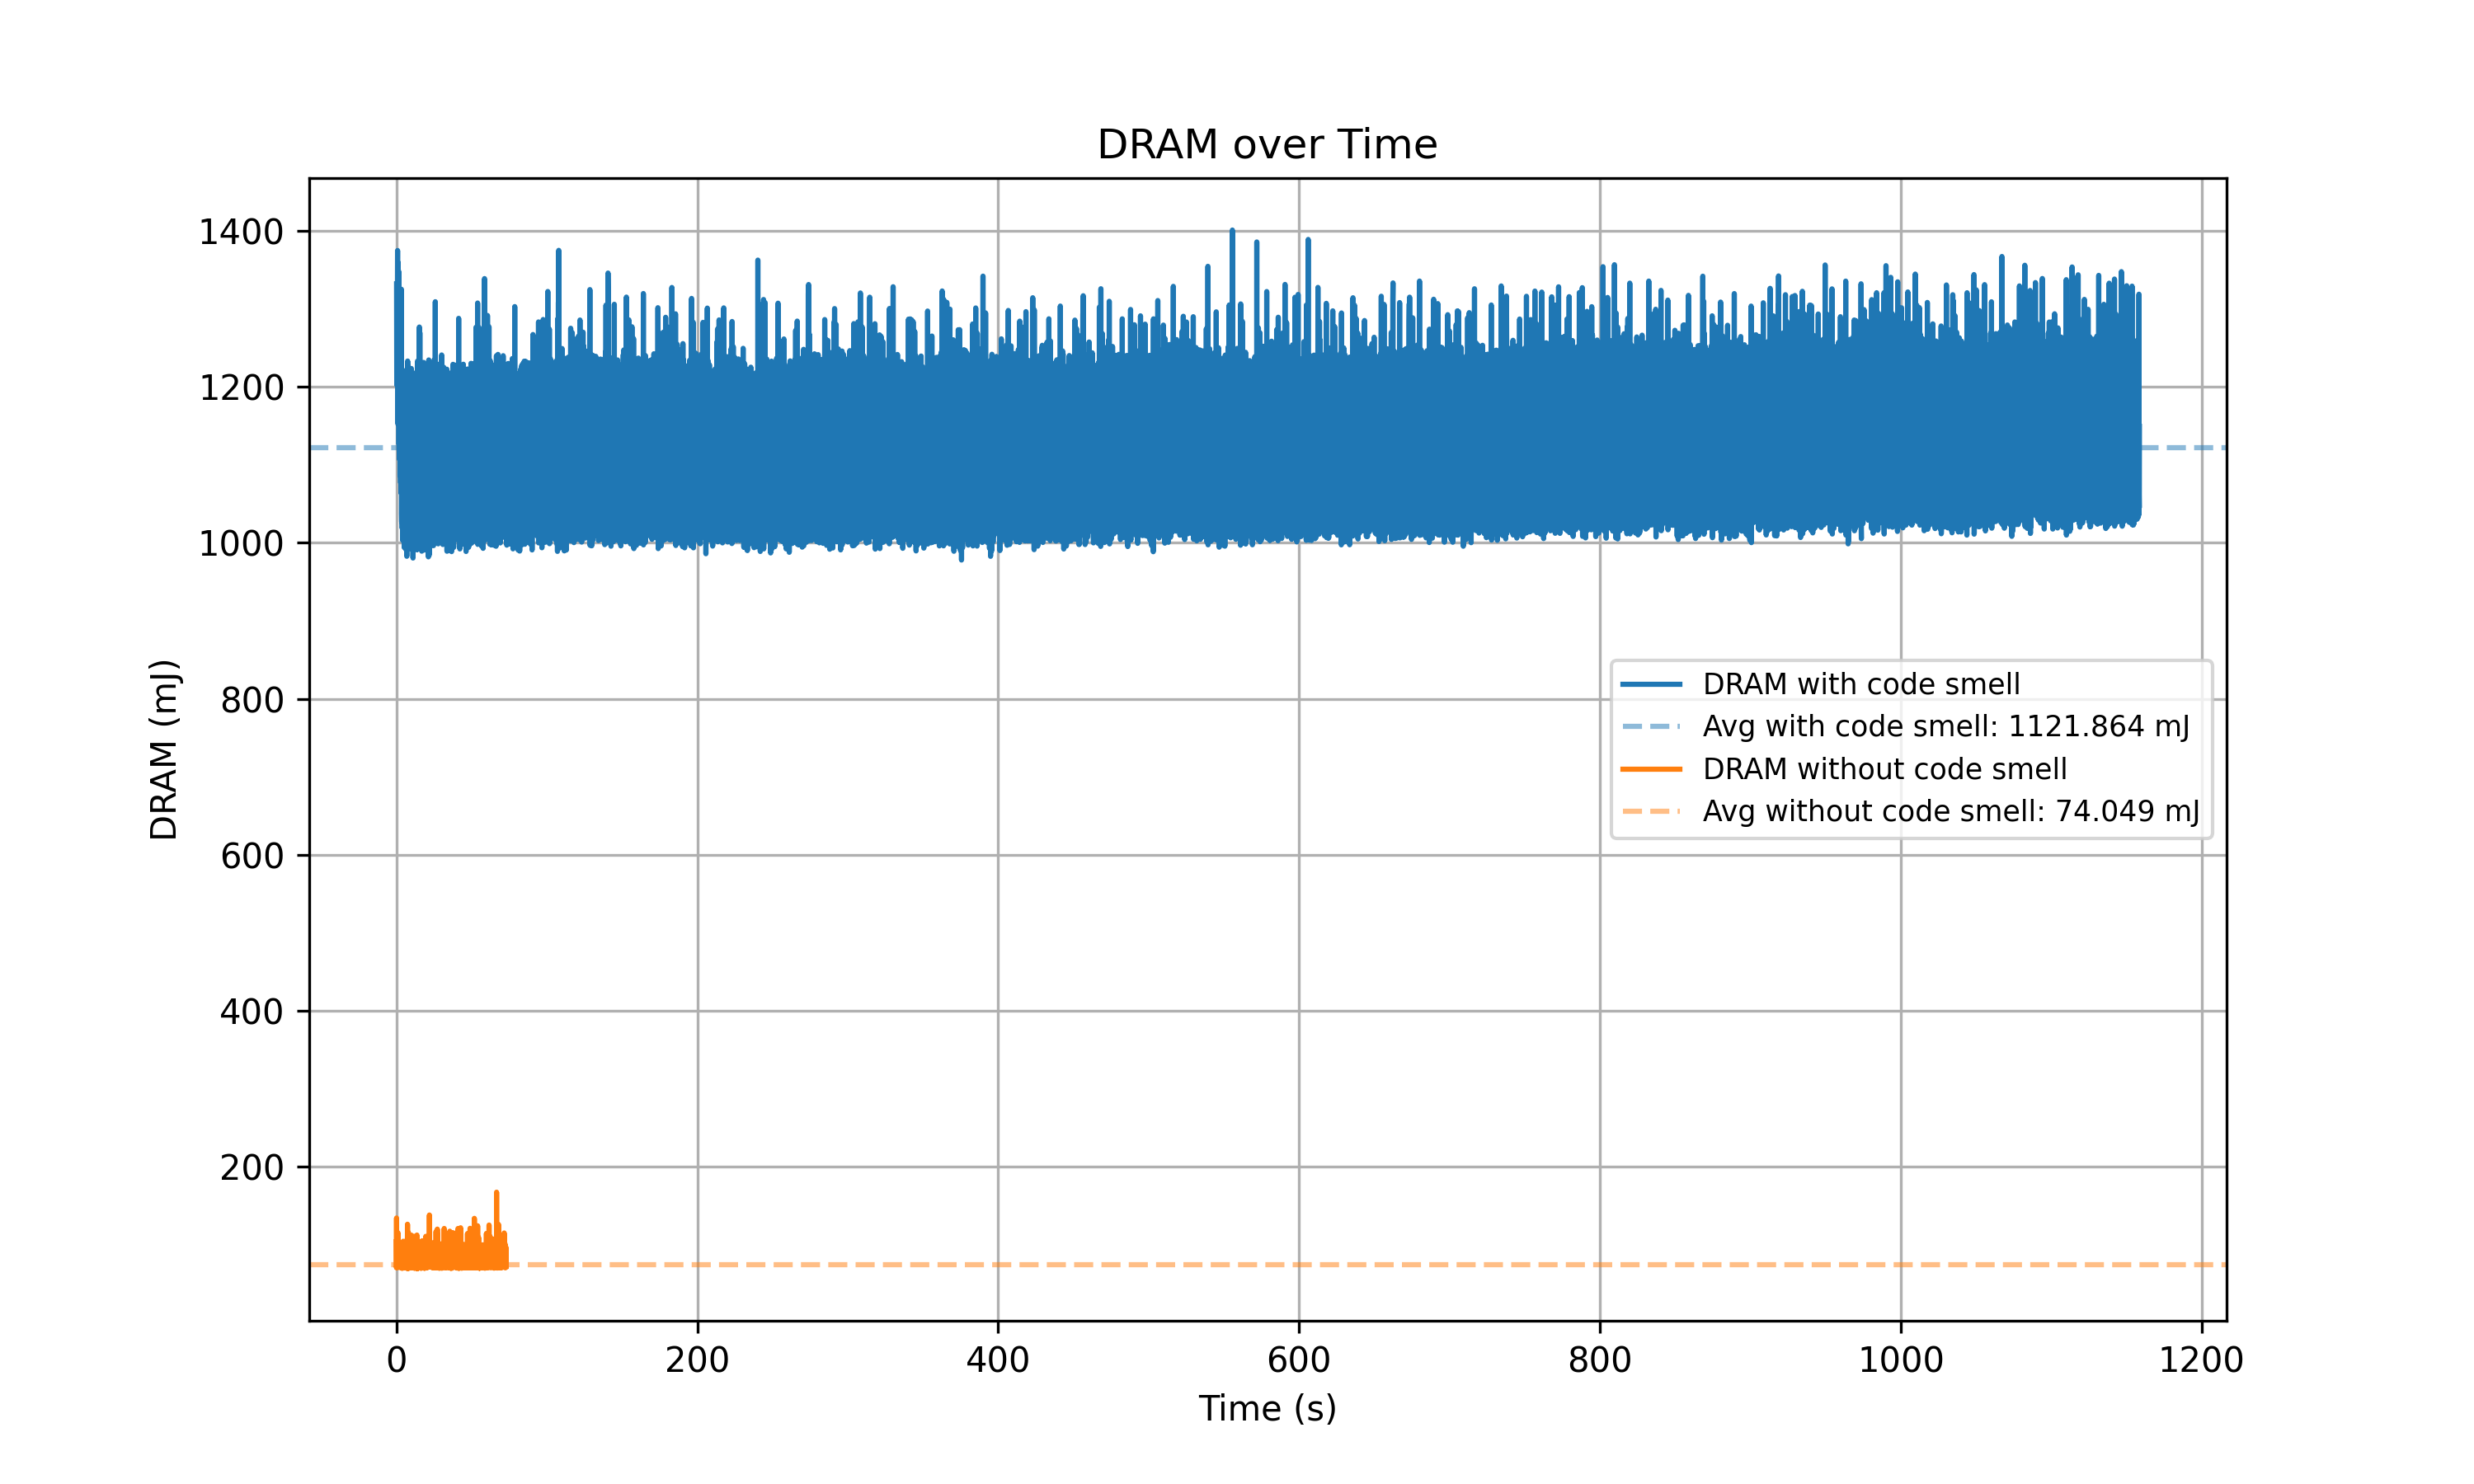 DRAM over Time
1400
1200
1000
800
600
400
200
DRAM (mJ)
DRAM with code smell
Avg with code smell: 1121.864 mJ
DRAM without code smell
Avg without code smell: 74.049 mJ
0 200 400 600 800 1000 1200
Time (s)